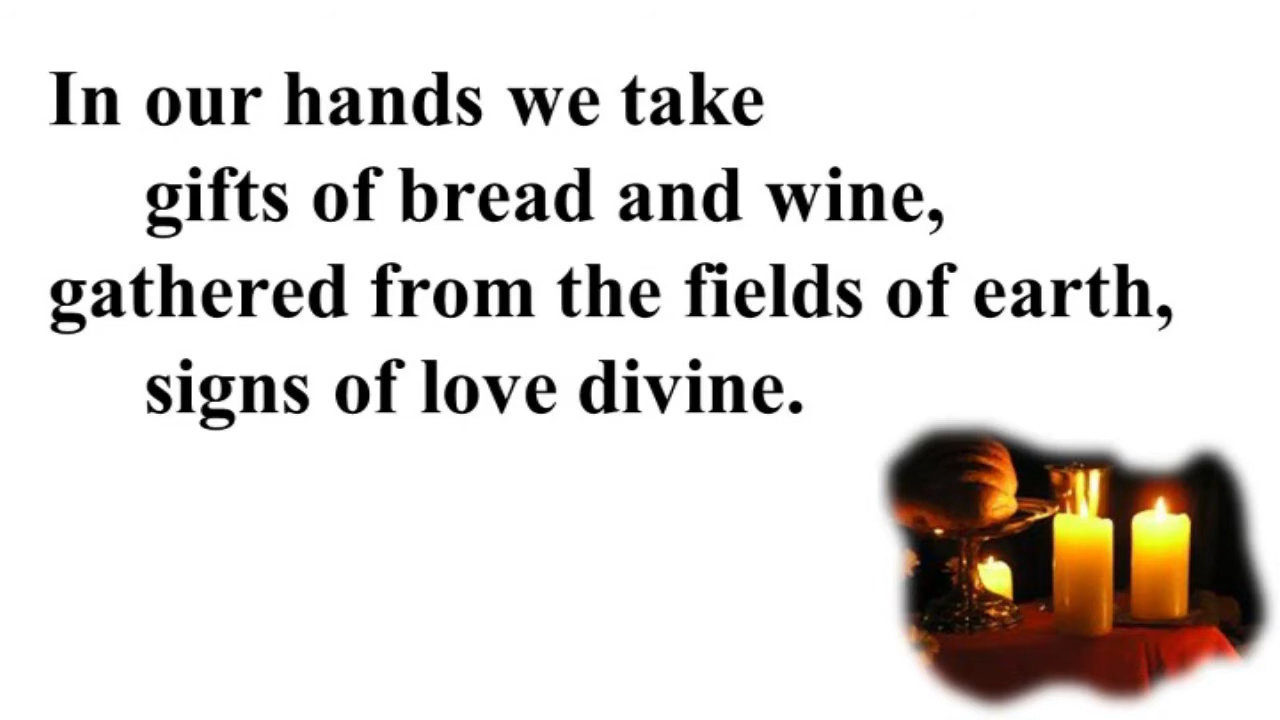 In our hands we take
gifts of bread and wine,
gathered from the fields of earth,
signs of love divine.